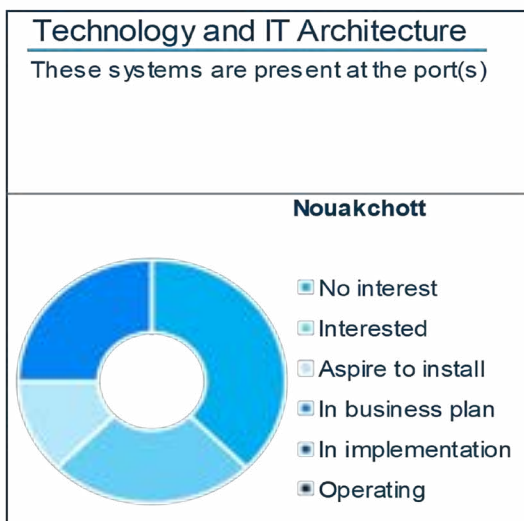 Technology and IT Architecture
These systems are present at the port(s)
Nouakchott
No interest
Interested
Aspire to install
In business plan
In implementation
Operating